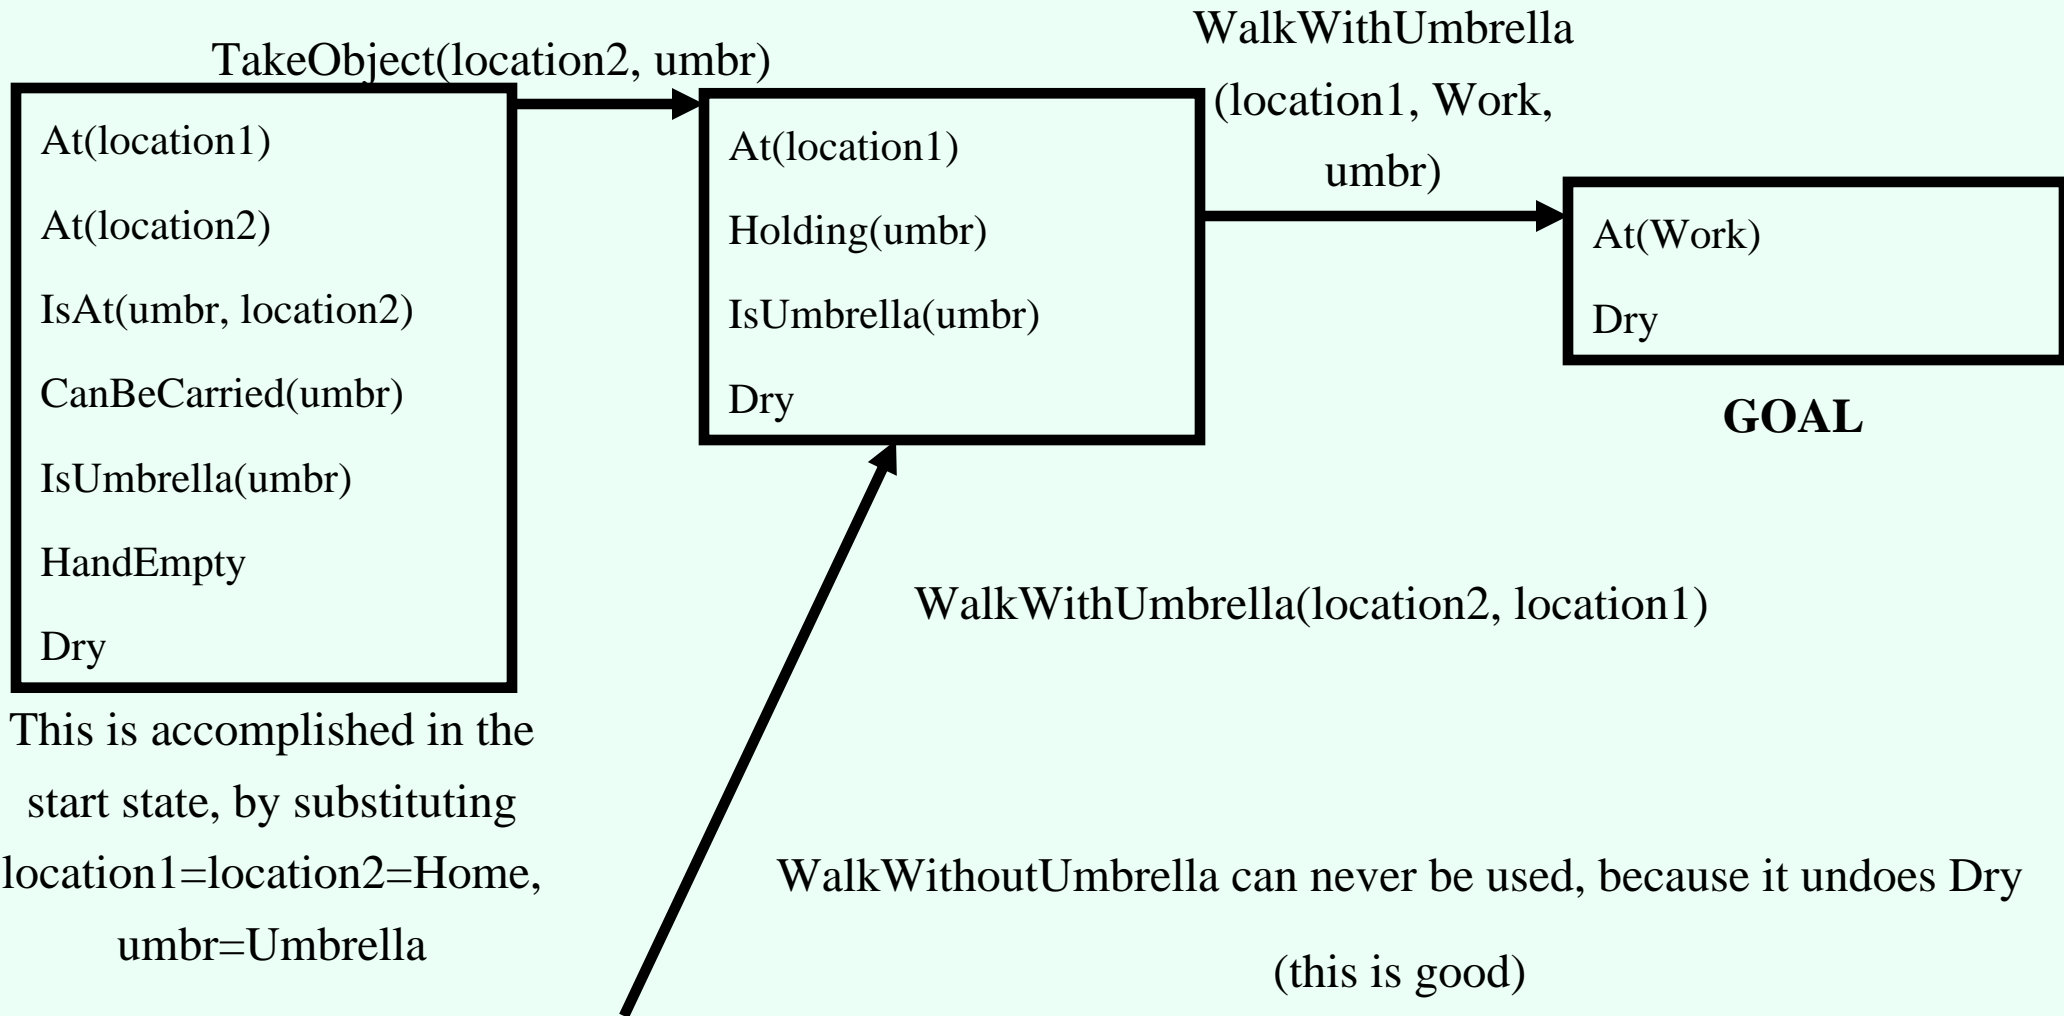 TakeObject(location2, umbr)
At(location1)
At(location2)
IsAt(umbr, location2)
CanBeCarried(umbr)
IsUmbrella(umbr)
HandEmpty
Dry
This is accomplished in the
start state, by substituting
location1=location2=Home,
umbr=Umbrella
At(location1)
Holding(umbr)
IsUmbrella(umbr)
Dry
WalkWithUmbrella
(location1, Work,
umbr)
At(Work)
Dry
GOAL
WalkWithUmbrella(location2, location1)
WalkWithoutUmbrella can never be used, because it undoes Dry
(this is good)